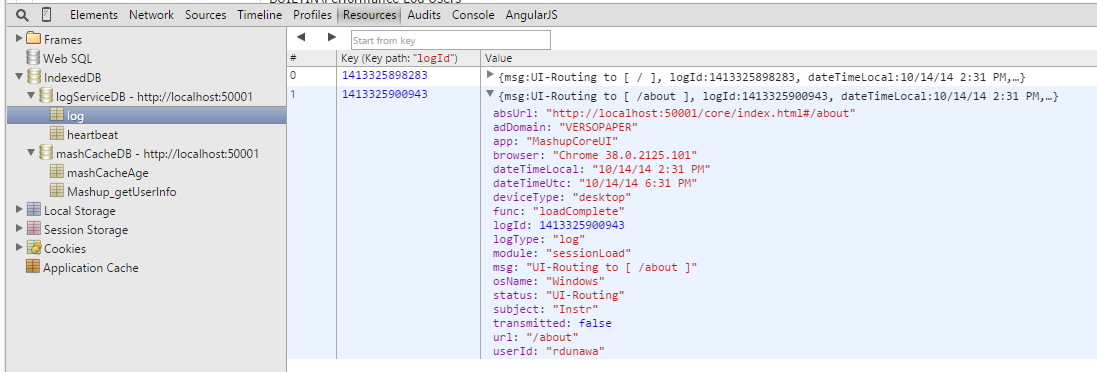 Elements Network Sources Timeline Profiles Resources Audits Console AngularJS
Frames
Web SQL
IndexedDB
logServiceDB - http://localhost:50001
log
heartbeat
mashCacheDB - http://localhost:50001
mashCacheAge
Mashup_getUserInfo
Local Storage
Session Storage
Cookies
Application Cache
Start from key
# Key (Key path: "logId") Value
0 1413325898283 {msg:UI-Routing to [ / ], logId:1413325898283, dateTimeLocal:10/14/14 2:31 PM,…}
1 1413325900943 {msg:UI-Routing to [ /about ], logId:1413325900943, dateTimeLocal:10/14/14 2:31 PM,…}
absUrl: "http://localhost:50001/core/index.html#/about"
adDomain: "VERSOPAPER"
app: "MashupCoreUI"
browser: "Chrome 38.0.2125.101"
dateTimeLocal: "10/14/14 2:31 PM"
dateTimeUtc: "10/14/14 6:31 PM"
deviceType: "desktop"
func: "loadComplete"
logId: 1413325900943
logType: "log"
module: "sessionLoad"
msg: "UI-Routing to [ /about ]"
osName: "Windows"
status: "UI-Routing"
subject: "Instr"
transmitted: false
url: "/about"
userId: "rdunawa"